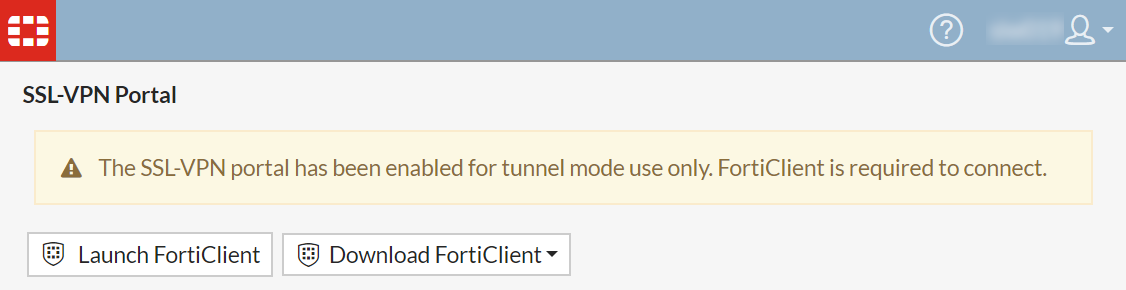 SSL-VPN Portal
The SSL-VPN portal has been enabled for tunnel mode use only. FortiClient is required to connect.
Launch FortiClient
Download FortiClient